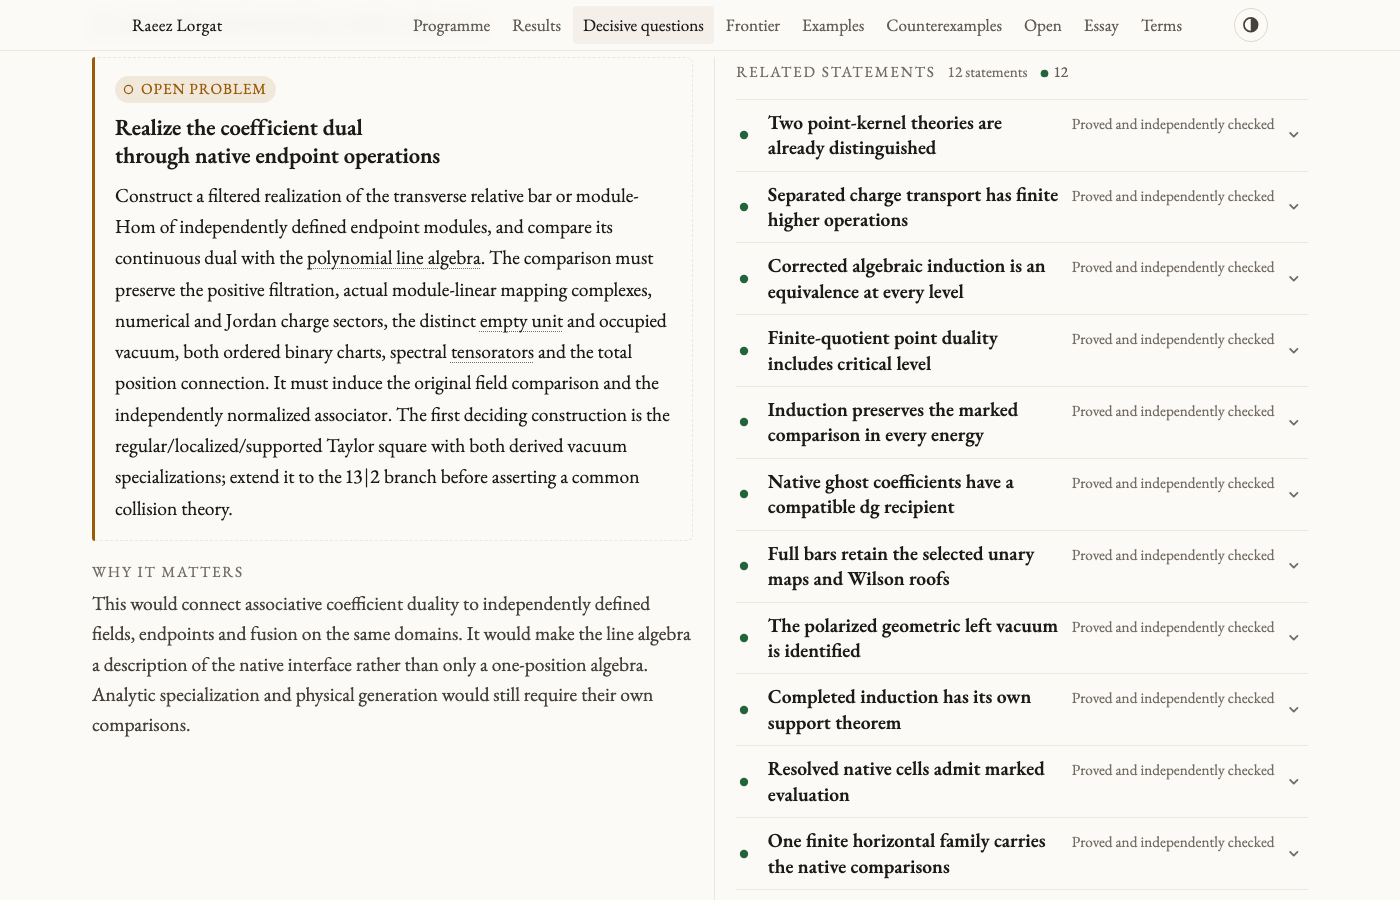 Raeez Lorgat
Programme Results Decisive questions Frontier Examples Counterexamples Open Essay Terms
OPEN PROBLEM
Realize the coefficient dual
through native endpoint operations
Construct a filtered realization of the transverse relative bar or module-
Hom of independently defined endpoint modules, and compare its
continuous dual with the polynomial line algebra. The comparison must
preserve the positive filtration, actual module-linear mapping complexes,
numerical and Jordan charge sectors, the distinct empty unit and occupied
vacuum, both ordered binary charts, spectral tensorators and the total
position connection. It must induce the original field comparison and the
independently normalized associator. The first deciding construction is the
regular/localized/supported Taylor square with both derived vacuum
specializations; extend it to the 13|2 branch before asserting a common
collision theory.
WHY IT MATTERS
This would connect associative coefficient duality to independently defined
fields, endpoints and fusion on the same domains. It would make the line algebra
a description of the native interface rather than only a one-position algebra.
Analytic specialization and physical generation would still require their own
comparisons.
RELATED STATEMENTS 12 statements 12
Two point-kernel theories are
already distinguished
Proved and independently checked
Separated charge transport has finite
higher operations
Proved and independently checked
Corrected algebraic induction is an
equivalence at every level
Proved and independently checked
Finite-quotient point duality
includes critical level
Proved and independently checked
Induction preserves the marked
comparison in every energy
Proved and independently checked
Native ghost coefficients have a
compatible dg recipient
Proved and independently checked
Full bars retain the selected unary
maps and Wilson roofs
Proved and independently checked
The polarized geometric left vacuum
is identified
Proved and independently checked
Completed induction has its own
support theorem
Proved and independently checked
Resolved native cells admit marked
evaluation
Proved and independently checked
One finite horizontal family carries
the native comparisons
Proved and independently checked